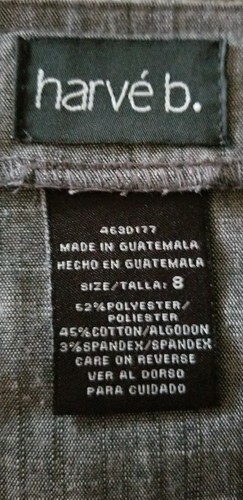 harvé b.
463D177
MADE IN GUATEMALA
HECHO EN GUATEMALA
SIZE/TALLA: 8
52%POLYESTER/
POLIESTER
45%COTTON/ALGODON
3%SPANDEX/SPANDEX
CARE ON REVERSE
VER AL DORSO
PARA CUIDADO